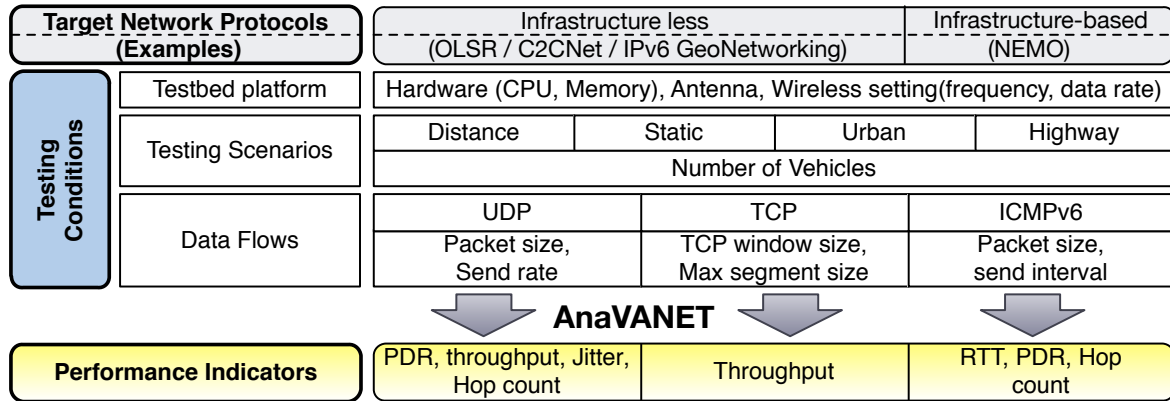 Target Network Protocols
(Examples)
Infrastructure less
(OLSR / C2CNet / IPv6 GeoNetworking)
Infrastructure-based
(NEMO)
Testing
Conditions
Testbed platform
Hardware (CPU, Memory), Antenna, Wireless setting(frequency, data rate)
Testing Scenarios
Distance
Static
Urban
Highway
Number of Vehicles
Data Flows
UDP
TCP
ICMPv6
Packet size,
Send rate
TCP window size,
Max segment size
Packet size,
send interval
AnaVANET
Performance Indicators
PDR, throughput, Jitter,
Hop count
Throughput
RTT, PDR, Hop
count